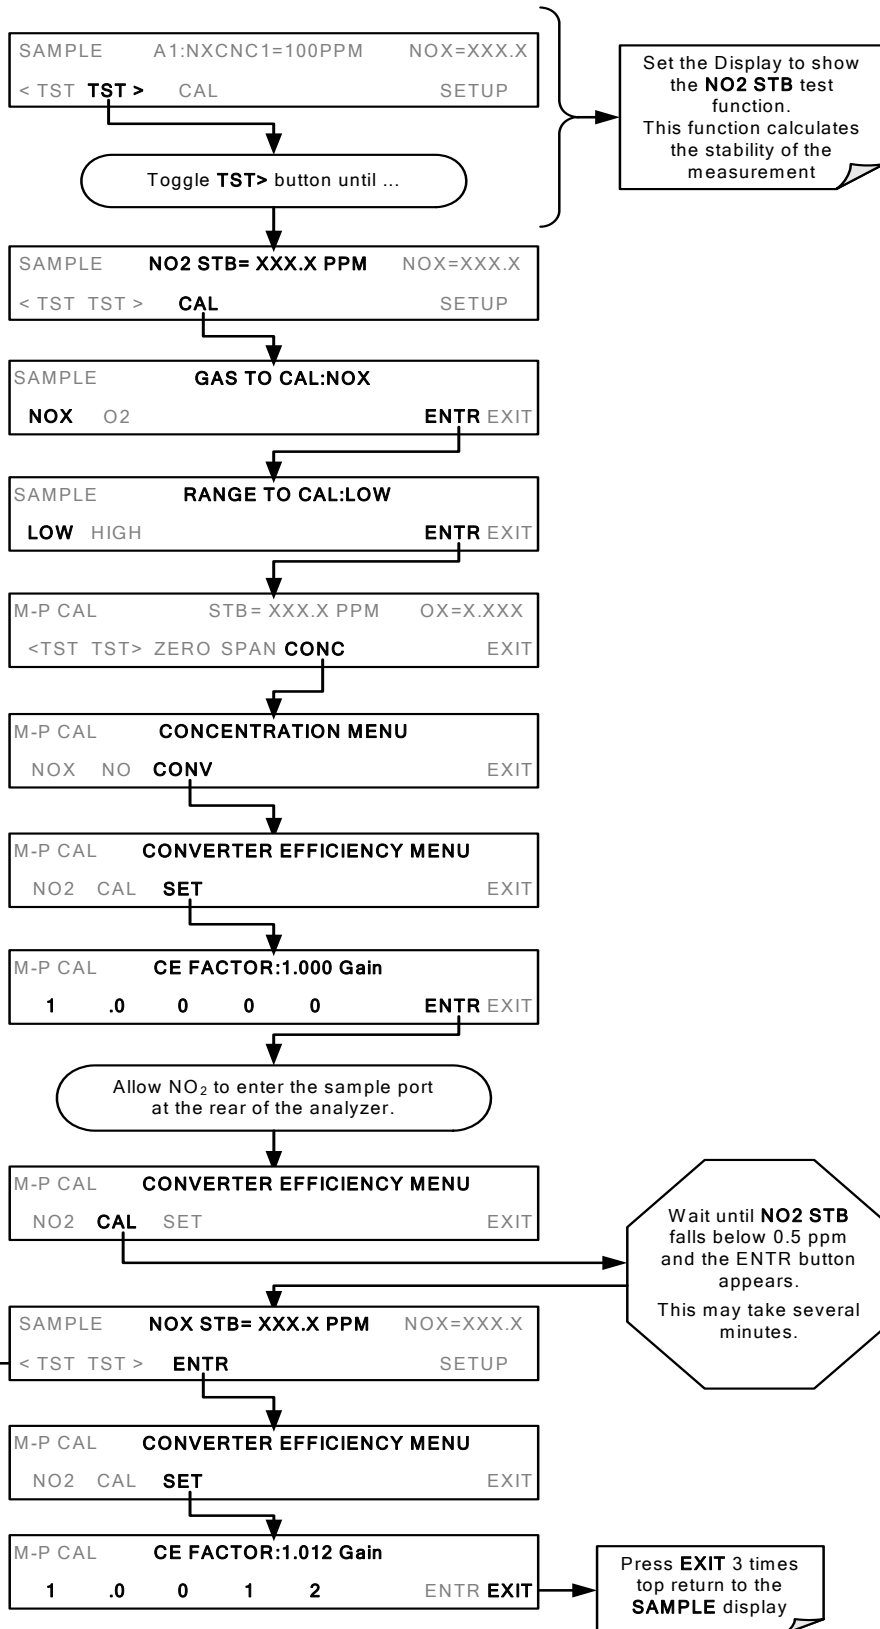 SAMPLE A1:NXCNC1=100PPM NOX=XXX.X
< TST TST > CAL SETUP
Set the Display to show
the NO2 STB test
function.
This function calculates
the stability of the
measurement
Toggle TST> button until ...
SAMPLE NO2 STB= XXX.X PPM NOX=XXX.X
< TST TST > CAL SETUP
SAMPLE GAS TO CAL:NOX
NOX O2 ENTR EXIT
SAMPLE RANGE TO CAL:LOW
LOW HIGH ENTR EXIT
M-P CAL STB= XXX.X PPM OX=X.XXX
<TST TST> ZERO SPAN CONC EXIT
M-P CAL CONCENTRATION MENU
NOX NO CONV EXIT
M-P CAL CONVERTER EFFICIENCY MENU
NO2 CAL SET EXIT
M-P CAL CE FACTOR:1.000 Gain
1 .0 0 0 0 ENTR EXIT
Allow NO₂ to enter the sample port
at the rear of the analyzer.
M-P CAL CONVERTER EFFICIENCY MENU
NO2 CAL SET EXIT
Wait until NO2 STB
falls below 0.5 ppm
and the ENTR button
appears.
This may take several
minutes.
SAMPLE NOX STB= XXX.X PPM NOX=XXX.X
< TST TST > ENTR SETUP
M-P CAL CONVERTER EFFICIENCY MENU
NO2 CAL SET EXIT
M-P CAL CE FACTOR:1.012 Gain
1 .0 0 1 2 ENTR EXIT
Press EXIT 3 times
top return to the
SAMPLE display